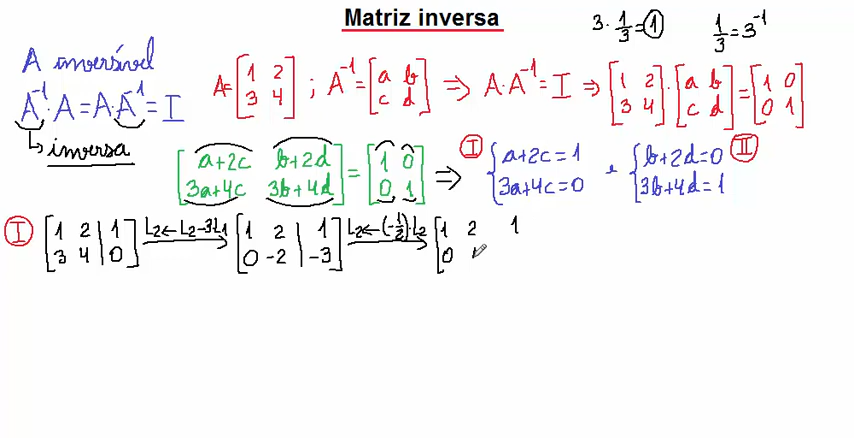 Matriz inversa
3 · 1/3 = 1    1/3 = 3⁻¹
A inversível
A⁻¹ · A = A · A⁻¹ = I
inversa
A = [1 2; 3 4] ; A⁻¹ = [a b; c d] ⇒ A · A⁻¹ = I ⇒ [1 2; 3 4] · [a b; c d] = [1 0; 0 1]
[a+2c b+2d; 3a+4c 3b+4d] = [1 0; 0 1] ⇒ I {a+2c=1; 3a+4c=0 e {b+2d=0; 3b+4d=1 II
I [1 2 | 1; 3 4 | 0] L₂←L₂-3L₁ [1 2 | 1; 0 -2 | -3] L₂←(-1/2)·L₂ [1 2 1; 0